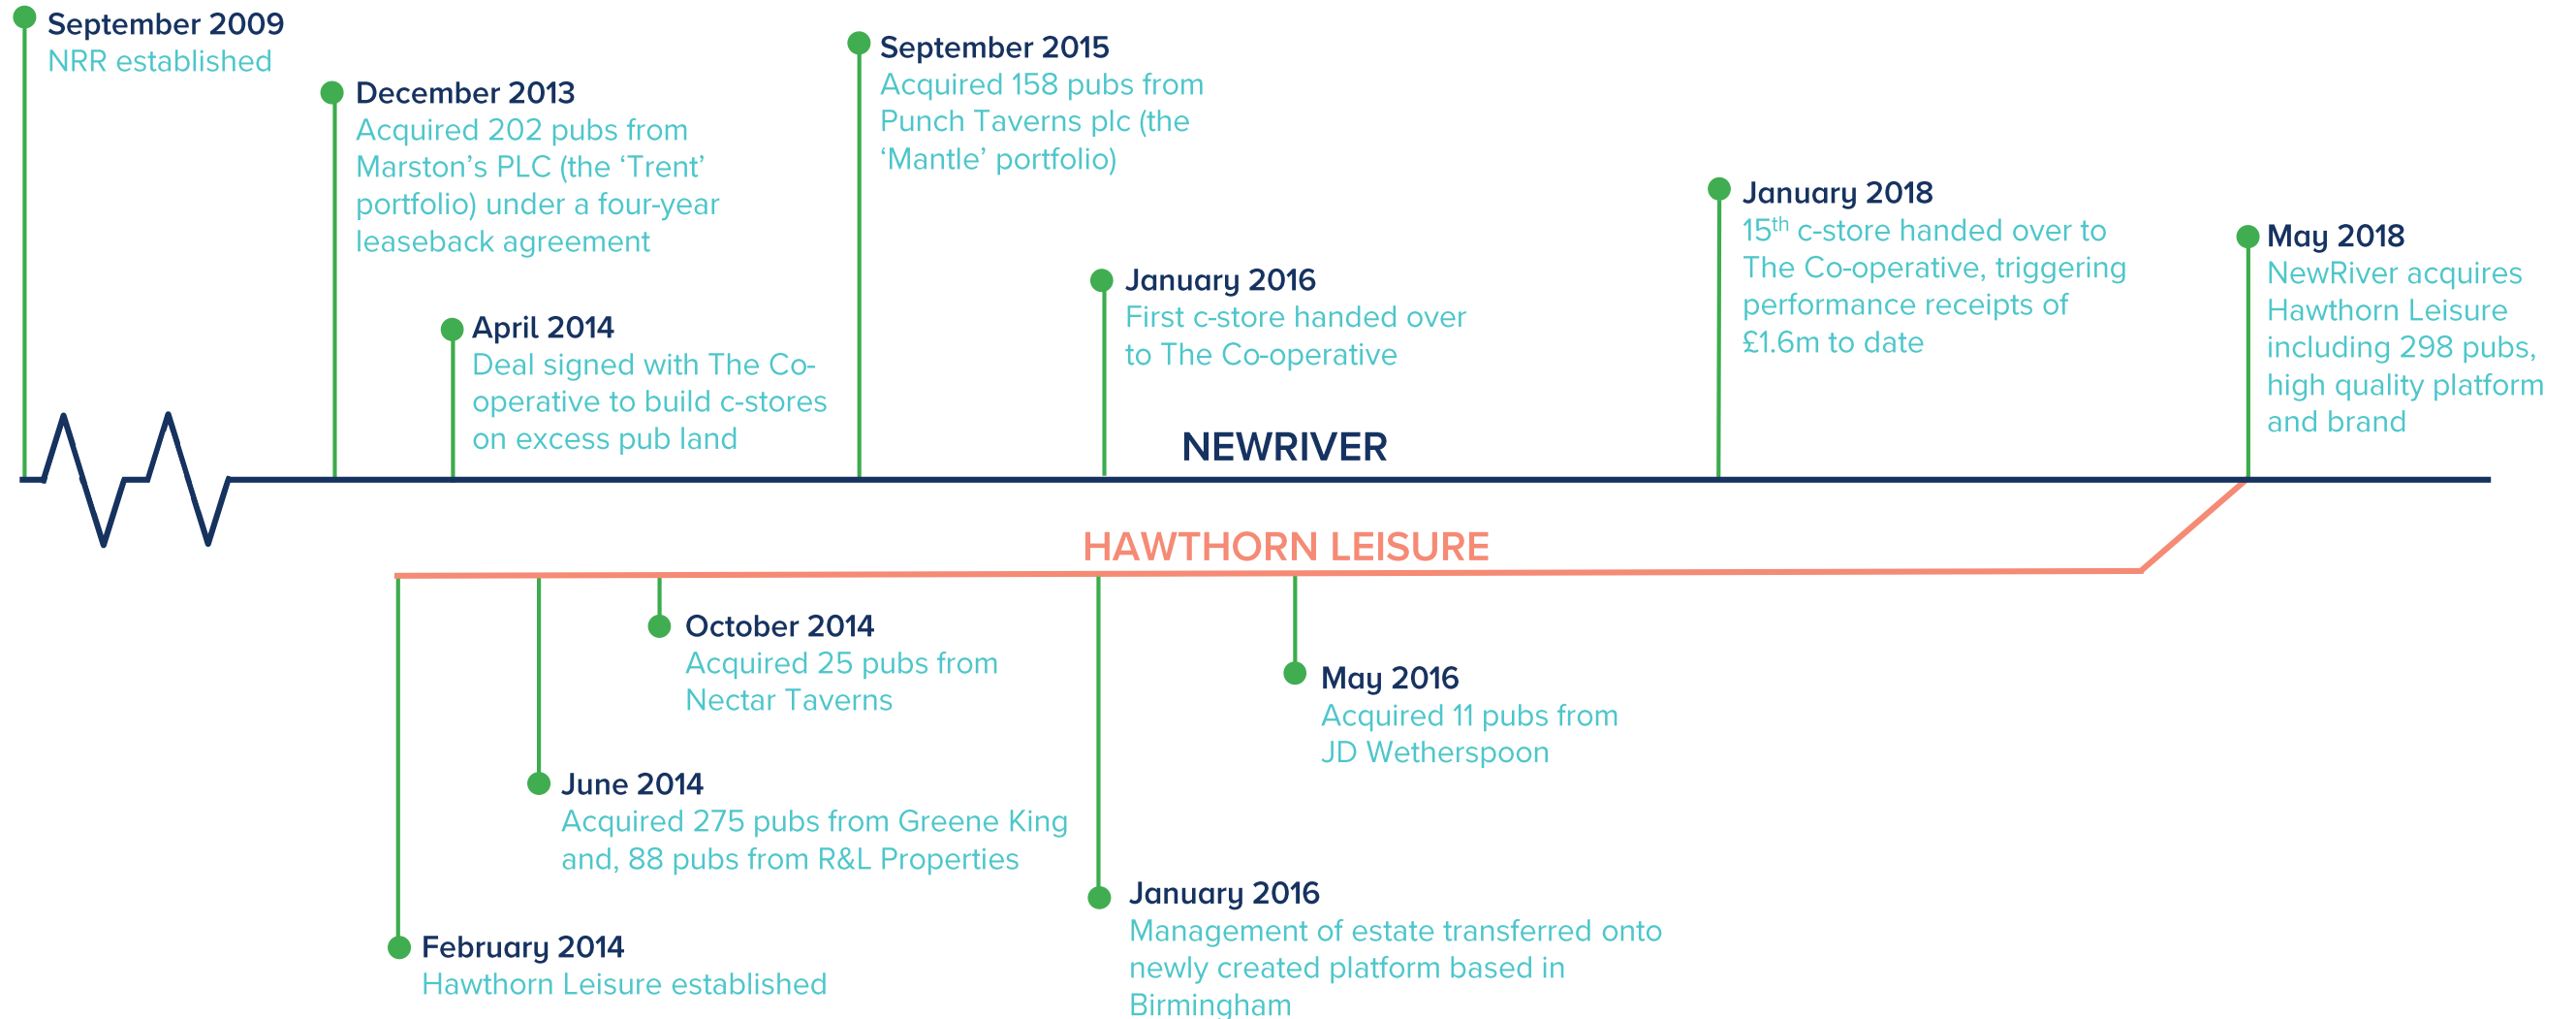 September 2009
NRR established
December 2013
Acquired 202 pubs from
Marston’s PLC (the ‘Trent’
portfolio) under a four-year
leaseback agreement
April 2014
Deal signed with The Co-
operative to build c-stores
on excess pub land
September 2015
Acquired 158 pubs from
Punch Taverns plc (the
‘Mantle’ portfolio)
January 2016
First c-store handed over
to The Co-operative
January 2018
15th c-store handed over to
The Co-operative, triggering
performance receipts of
£1.6m to date
May 2018
NewRiver acquires
Hawthorn Leisure
including 298 pubs,
high quality platform
and brand
NEWRIVER
HAWTHORN LEISURE
October 2014
Acquired 25 pubs from
Nectar Taverns
June 2014
Acquired 275 pubs from Greene King
and, 88 pubs from R&L Properties
February 2014
Hawthorn Leisure established
May 2016
Acquired 11 pubs from
JD Wetherspoon
January 2016
Management of estate transferred onto
newly created platform based in
Birmingham